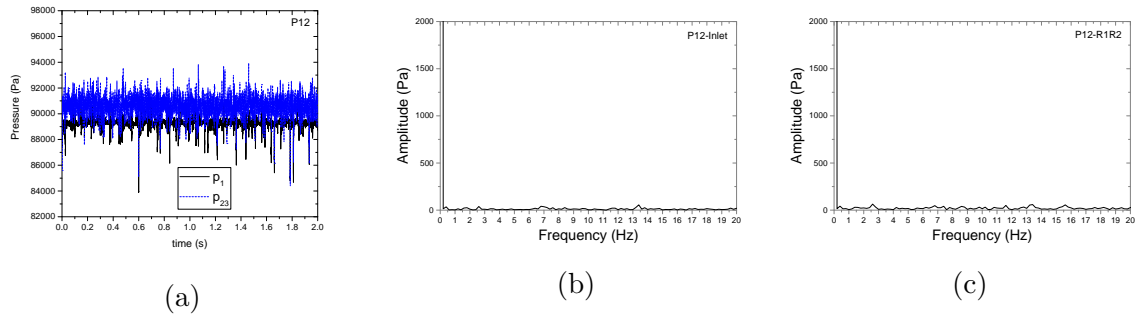 98000
96000
94000
92000
90000
88000
86000
84000
82000
Pressure (Pa)
P12
p1
p23
0.0 0.2 0.4 0.6 0.8 1.0 1.2 1.4 1.6 1.8 2.0
time (s)
(a)
2000
1500
1000
500
0
Amplitude (Pa)
P12-Inlet
0 1 2 3 4 5 6 7 8 9 10 11 12 13 14 15 16 17 18 19 20
Frequency (Hz)
(b)
2000
1500
1000
500
0
Amplitude (Pa)
P12-R1R2
0 1 2 3 4 5 6 7 8 9 10 11 12 13 14 15 16 17 18 19 20
Frequency (Hz)
(c)